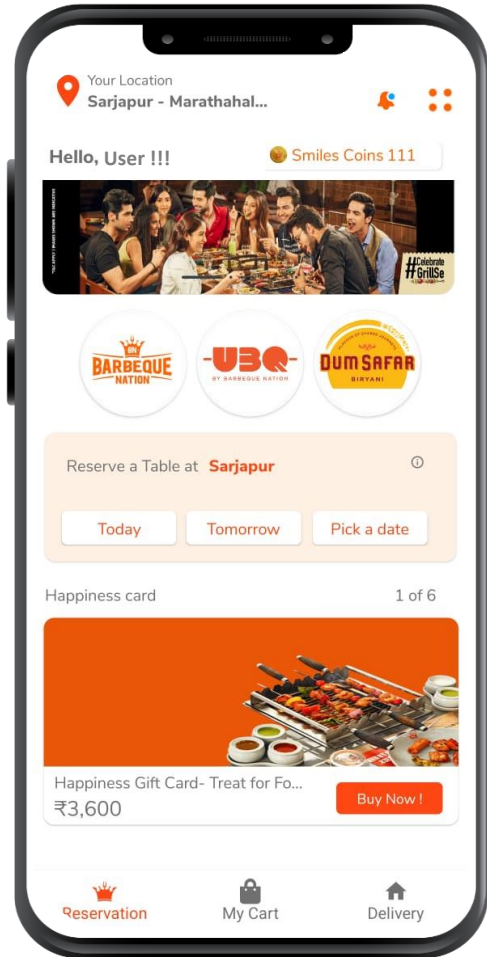 Your Location
Sarjapur - Marathahal...
Hello, User !!!
Smiles Coins 111
#Celebrate
GrillSe
BN
BARBEQUE
NATION
-UBQ-
BY BARBEQUE NATION
DUM SAFAR
BIRYANI
Reserve a Table at Sarjapur
Today
Tomorrow
Pick a date
Happiness card
1 of 6
Happiness Gift Card- Treat for Fo...
₹3,600
Buy Now !
Reservation
My Cart
Delivery